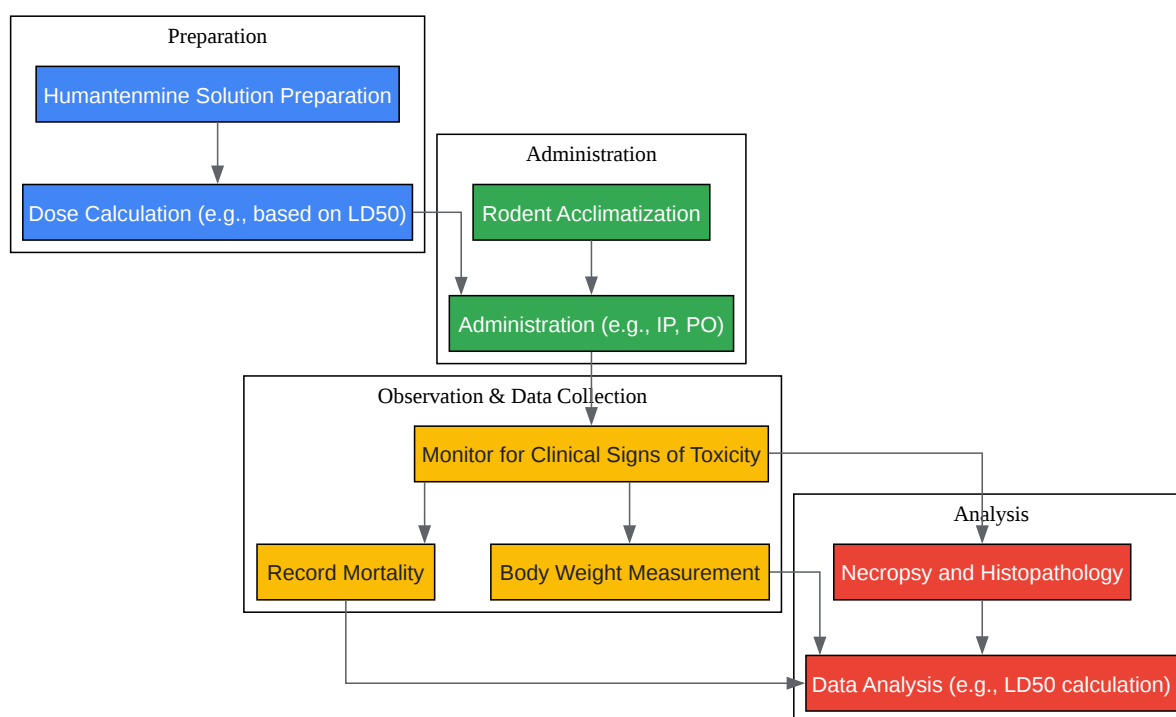 Preparation
Humantenmine Solution Preparation
Dose Calculation (e.g., based on LD50)
Administration
Rodent Acclimatization
Administration (e.g., IP, PO)
Observation & Data Collection
Monitor for Clinical Signs of Toxicity
Record Mortality
Body Weight Measurement
Analysis
Necropsy and Histopathology
Data Analysis (e.g., LD50 calculation)